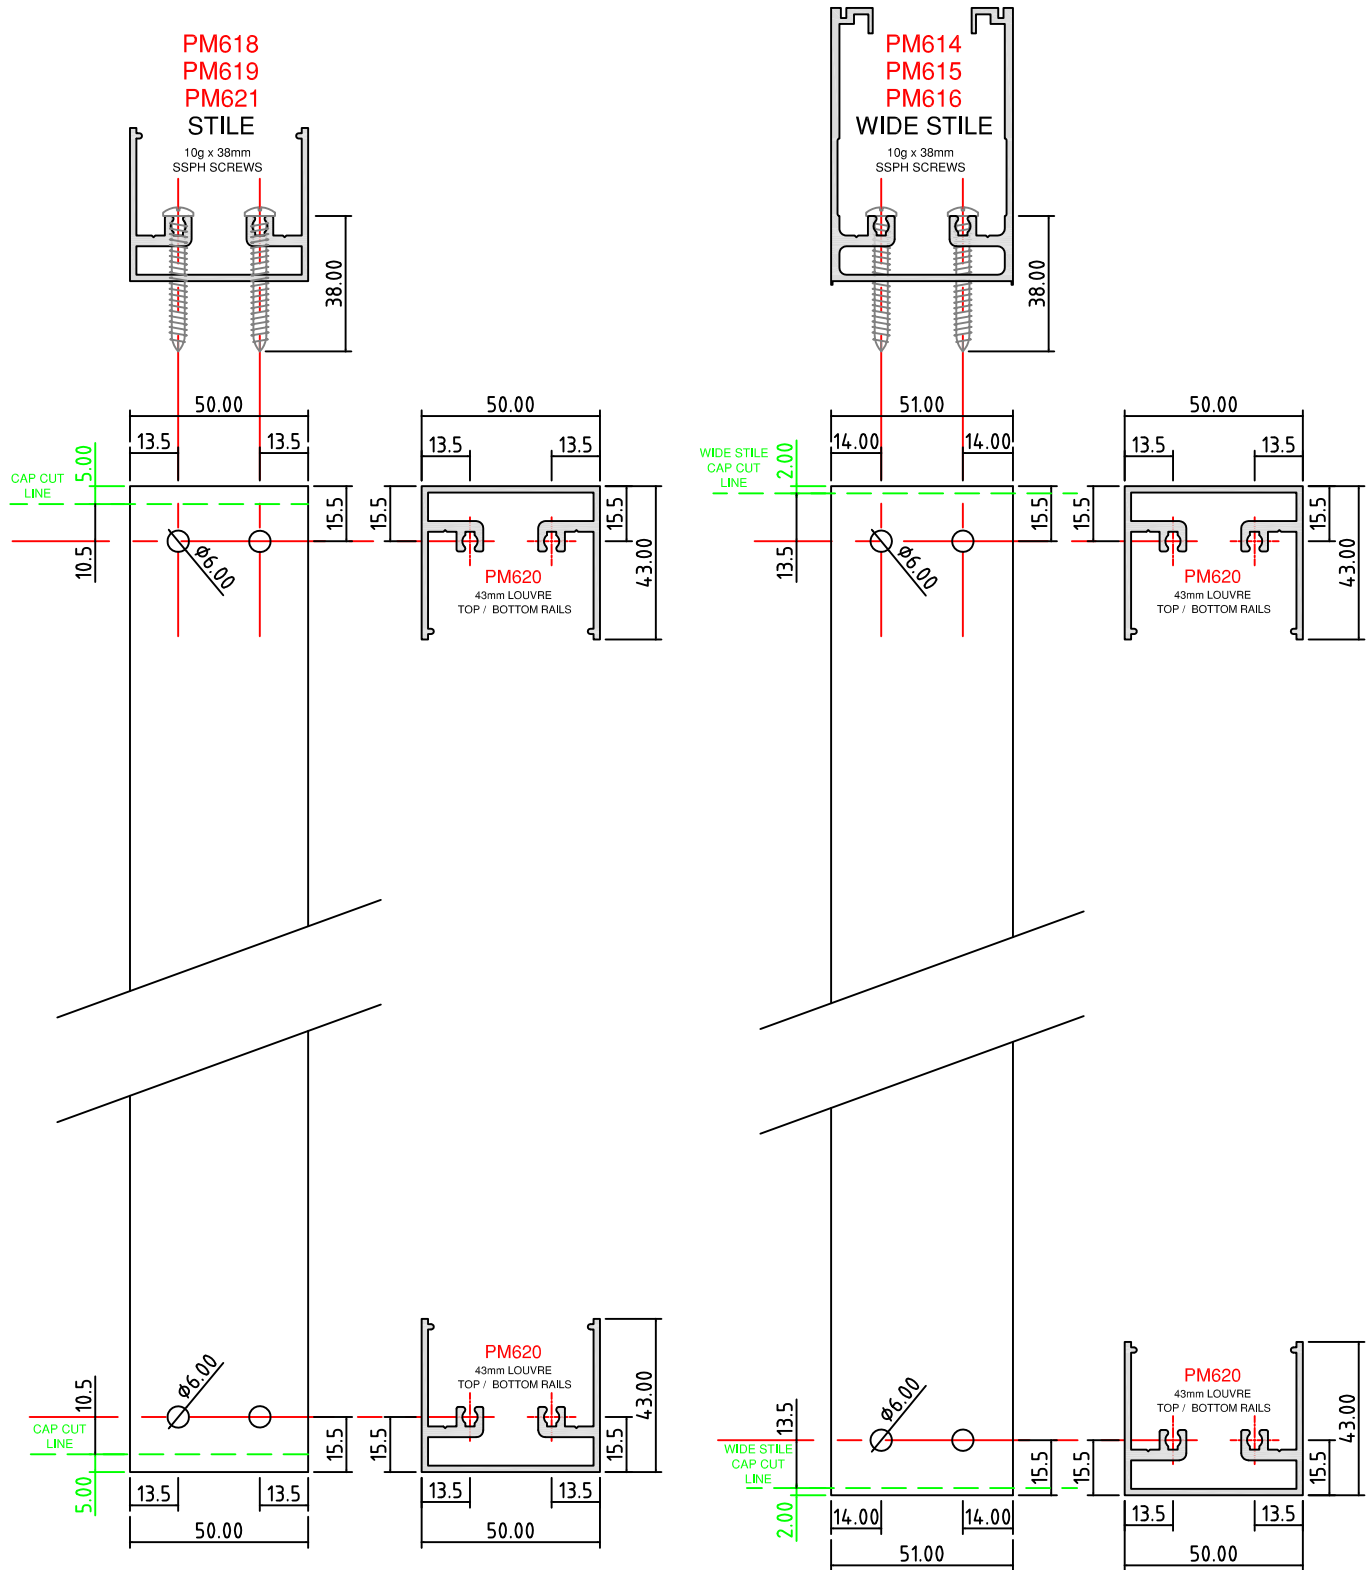 PM618
PM619
PM621
STILE
10g x 38mm
SSPH SCREWS
38.00
50.00
13.5
13.5
5.00
CAP CUT
LINE
10.5
Ø6.00
15.5
50.00
13.5
13.5
15.5
15.5
43.00
PM620
43mm LOUVRE
TOP / BOTTOM RAILS
PM614
PM615
PM616
WIDE STILE
10g x 38mm
SSPH SCREWS
38.00
51.00
14.00
14.00
2.00
WIDE STILE
CAP CUT
LINE
13.5
Ø6.00
15.5
50.00
13.5
13.5
15.5
15.5
43.00
PM620
43mm LOUVRE
TOP / BOTTOM RAILS
Ø6.00
10.5
CAP CUT
LINE
5.00
15.5
13.5
13.5
50.00
PM620
43mm LOUVRE
TOP / BOTTOM RAILS
43.00
15.5
15.5
13.5
13.5
50.00
Ø6.00
13.5
WIDE STILE
CAP CUT
LINE
2.00
15.5
14.00
14.00
51.00
PM620
43mm LOUVRE
TOP / BOTTOM RAILS
43.00
15.5
15.5
13.5
13.5
50.00